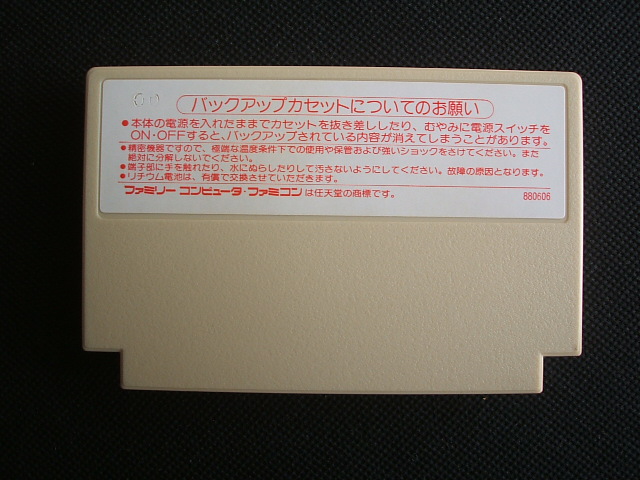 バックアップカセットについてのお願い
●本体の電源を入れたままでカセットを抜き差ししたり、むやみに電源スイッチを
ON・OFFすると、バックアップされている内容が消えてしまうことがあります。
●精密機器ですので、極端な温度条件下での使用や保管および強いショックをさけてください。また
絶対に分解しないでください。
●端子部に手を触れたり、水にぬらしたりして汚さないようにしてください。故障の原因となります。
●リチウム電池は、有償で交換させていただきます。
ファミリーコンピュータ・ファミコンは任天堂の商標です。
880606